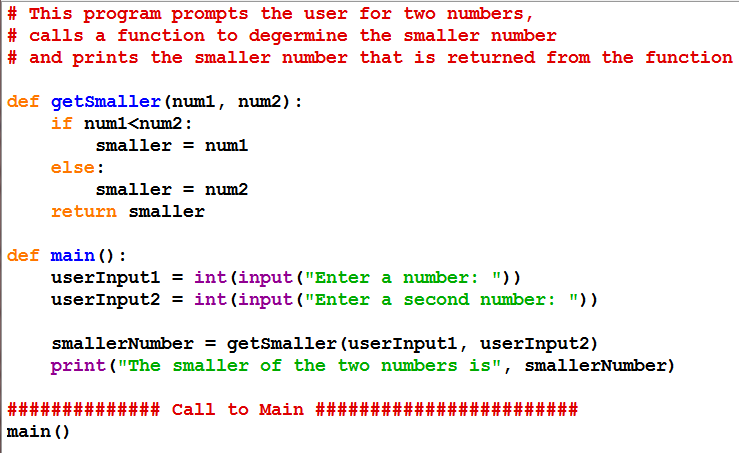 # This program prompts the user for two numbers,
# calls a function to degermine the smaller number
# and prints the smaller number that is returned from the function

def getSmaller(num1, num2):
    if num1<num2:
        smaller = num1
    else:
        smaller = num2
    return smaller

def main():
    userInput1 = int(input("Enter a number: "))
    userInput2 = int(input("Enter a second number: "))

    smallerNumber = getSmaller(userInput1, userInput2)
    print("The smaller of the two numbers is", smallerNumber)

############## Call to Main ########################
main()